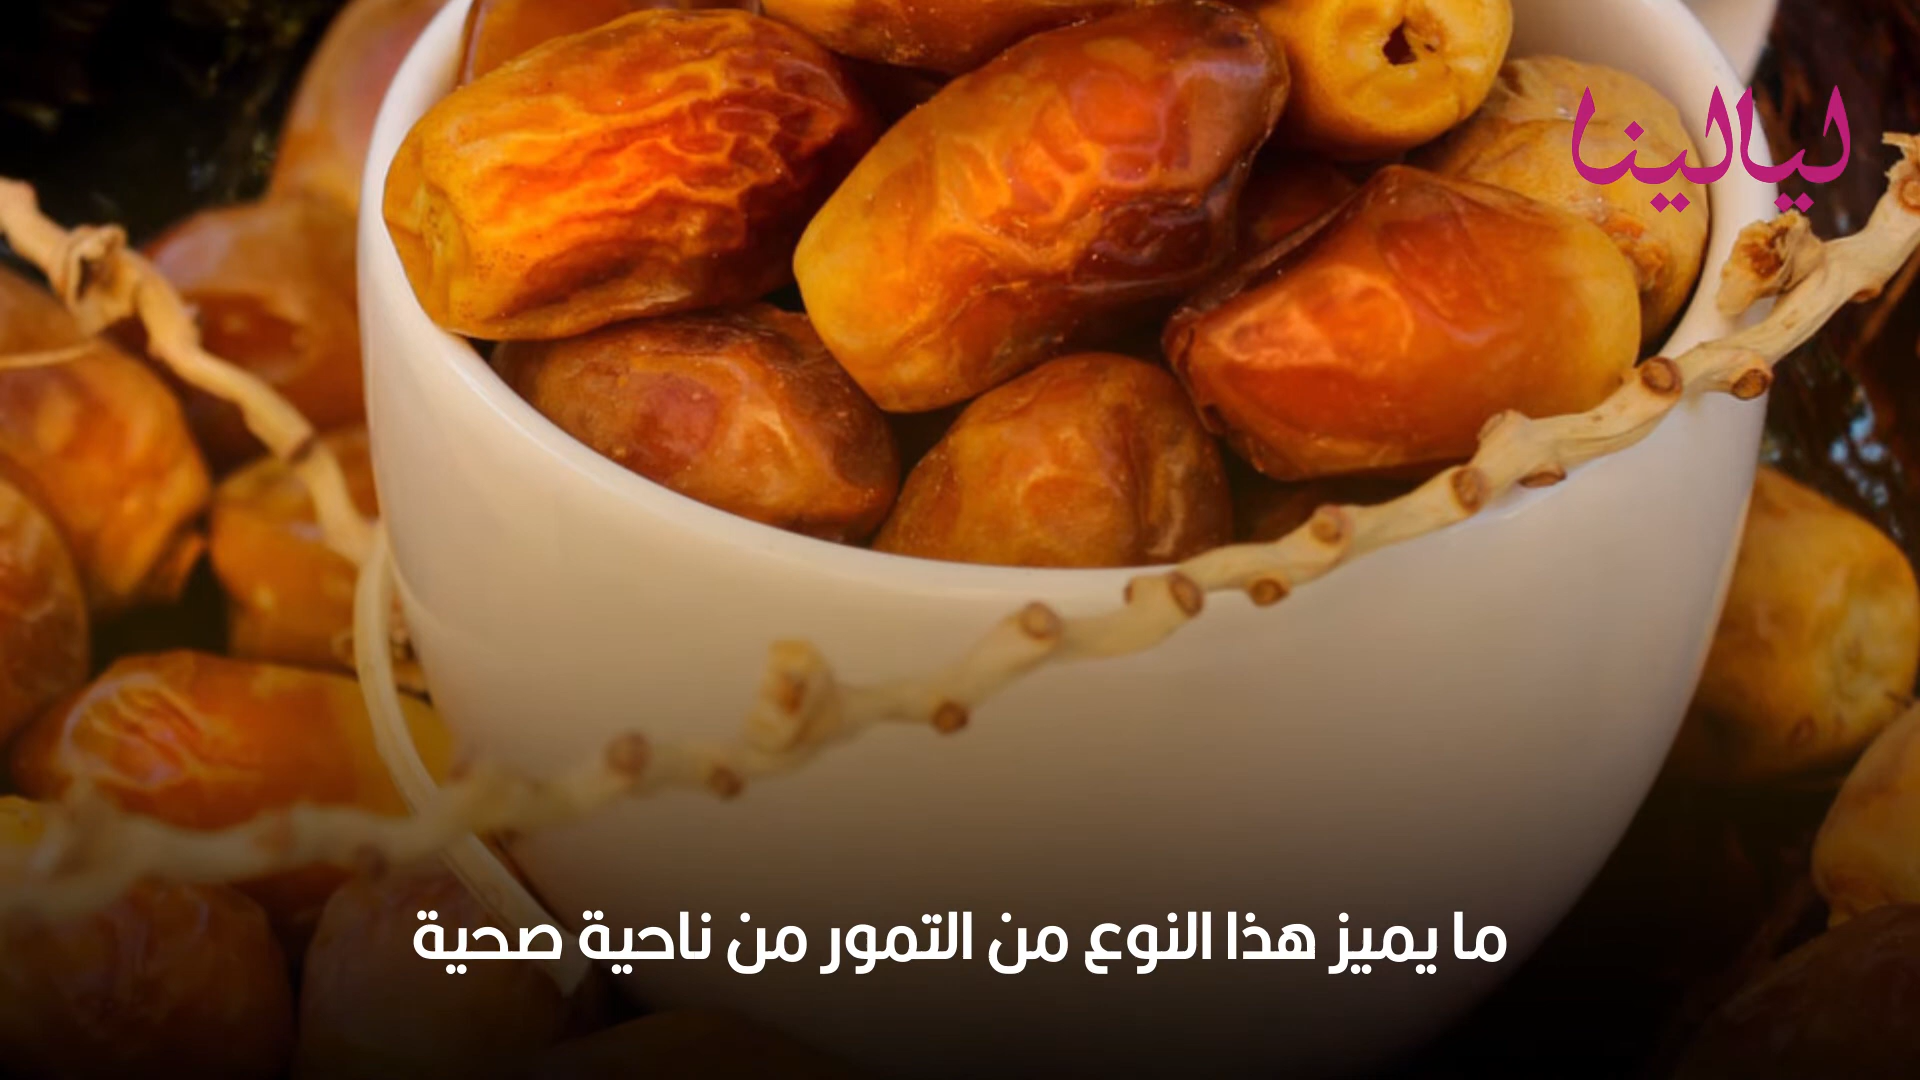 ليالينا
ما يميز هذا النوع من التمور من ناحية صحية